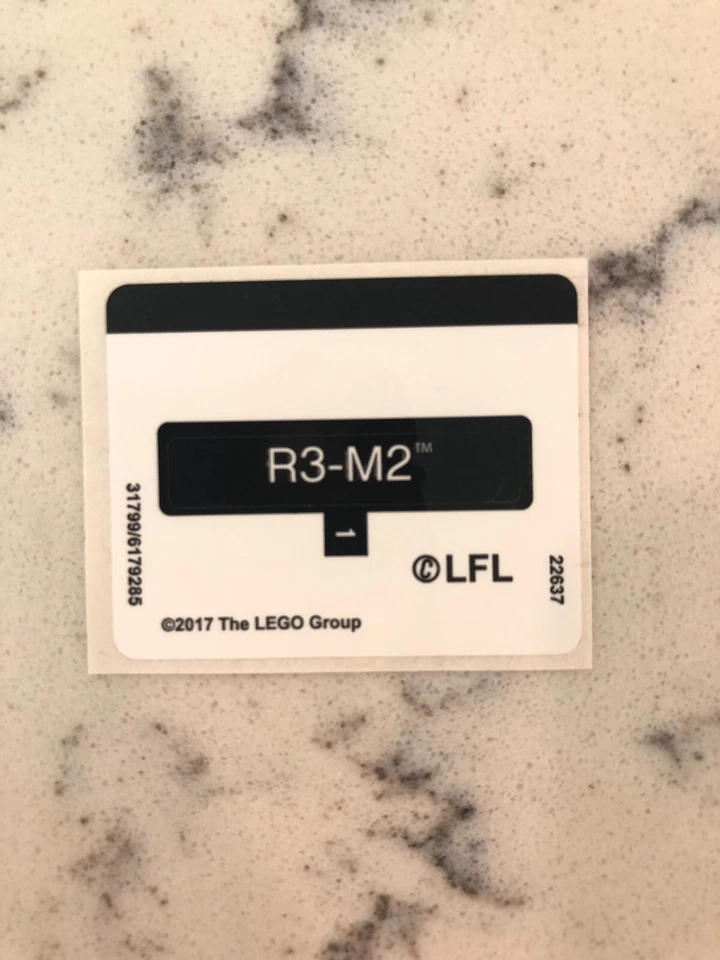 R3-M2™
1
31799/6179285
©LFL
22637
©2017 The LEGO Group